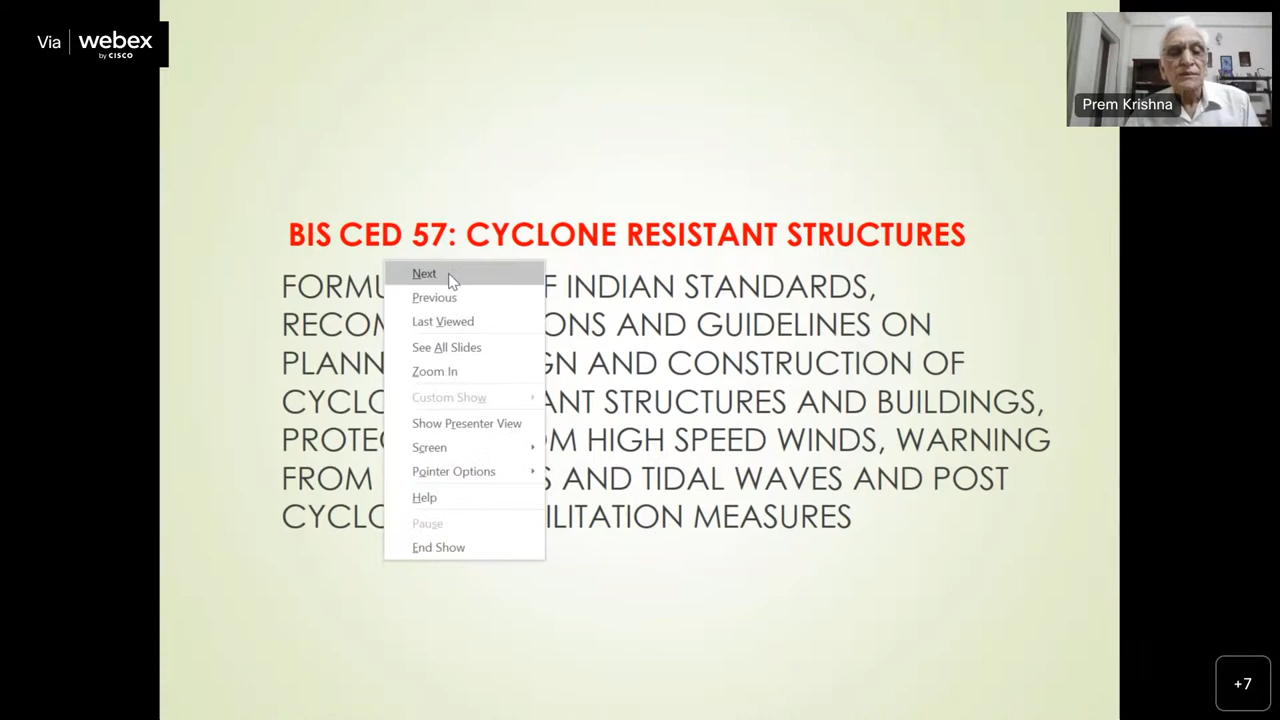 Via webex
by CISCO
Prem Krishna
BIS CED 57: CYCLONE RESISTANT STRUCTURES
FORMU F INDIAN STANDARDS,
RECOM ONS AND GUIDELINES ON
PLANN GN AND CONSTRUCTION OF
CYCLO ANT STRUCTURES AND BUILDINGS,
PROTE OM HIGH SPEED WINDS, WARNING
FROM S AND TIDAL WAVES AND POST
CYCLO ILITATION MEASURES
Next
Previous
Last Viewed
See All Slides
Zoom In
Custom Show
Show Presenter View
Screen
Pointer Options
Help
Pause
End Show
+7